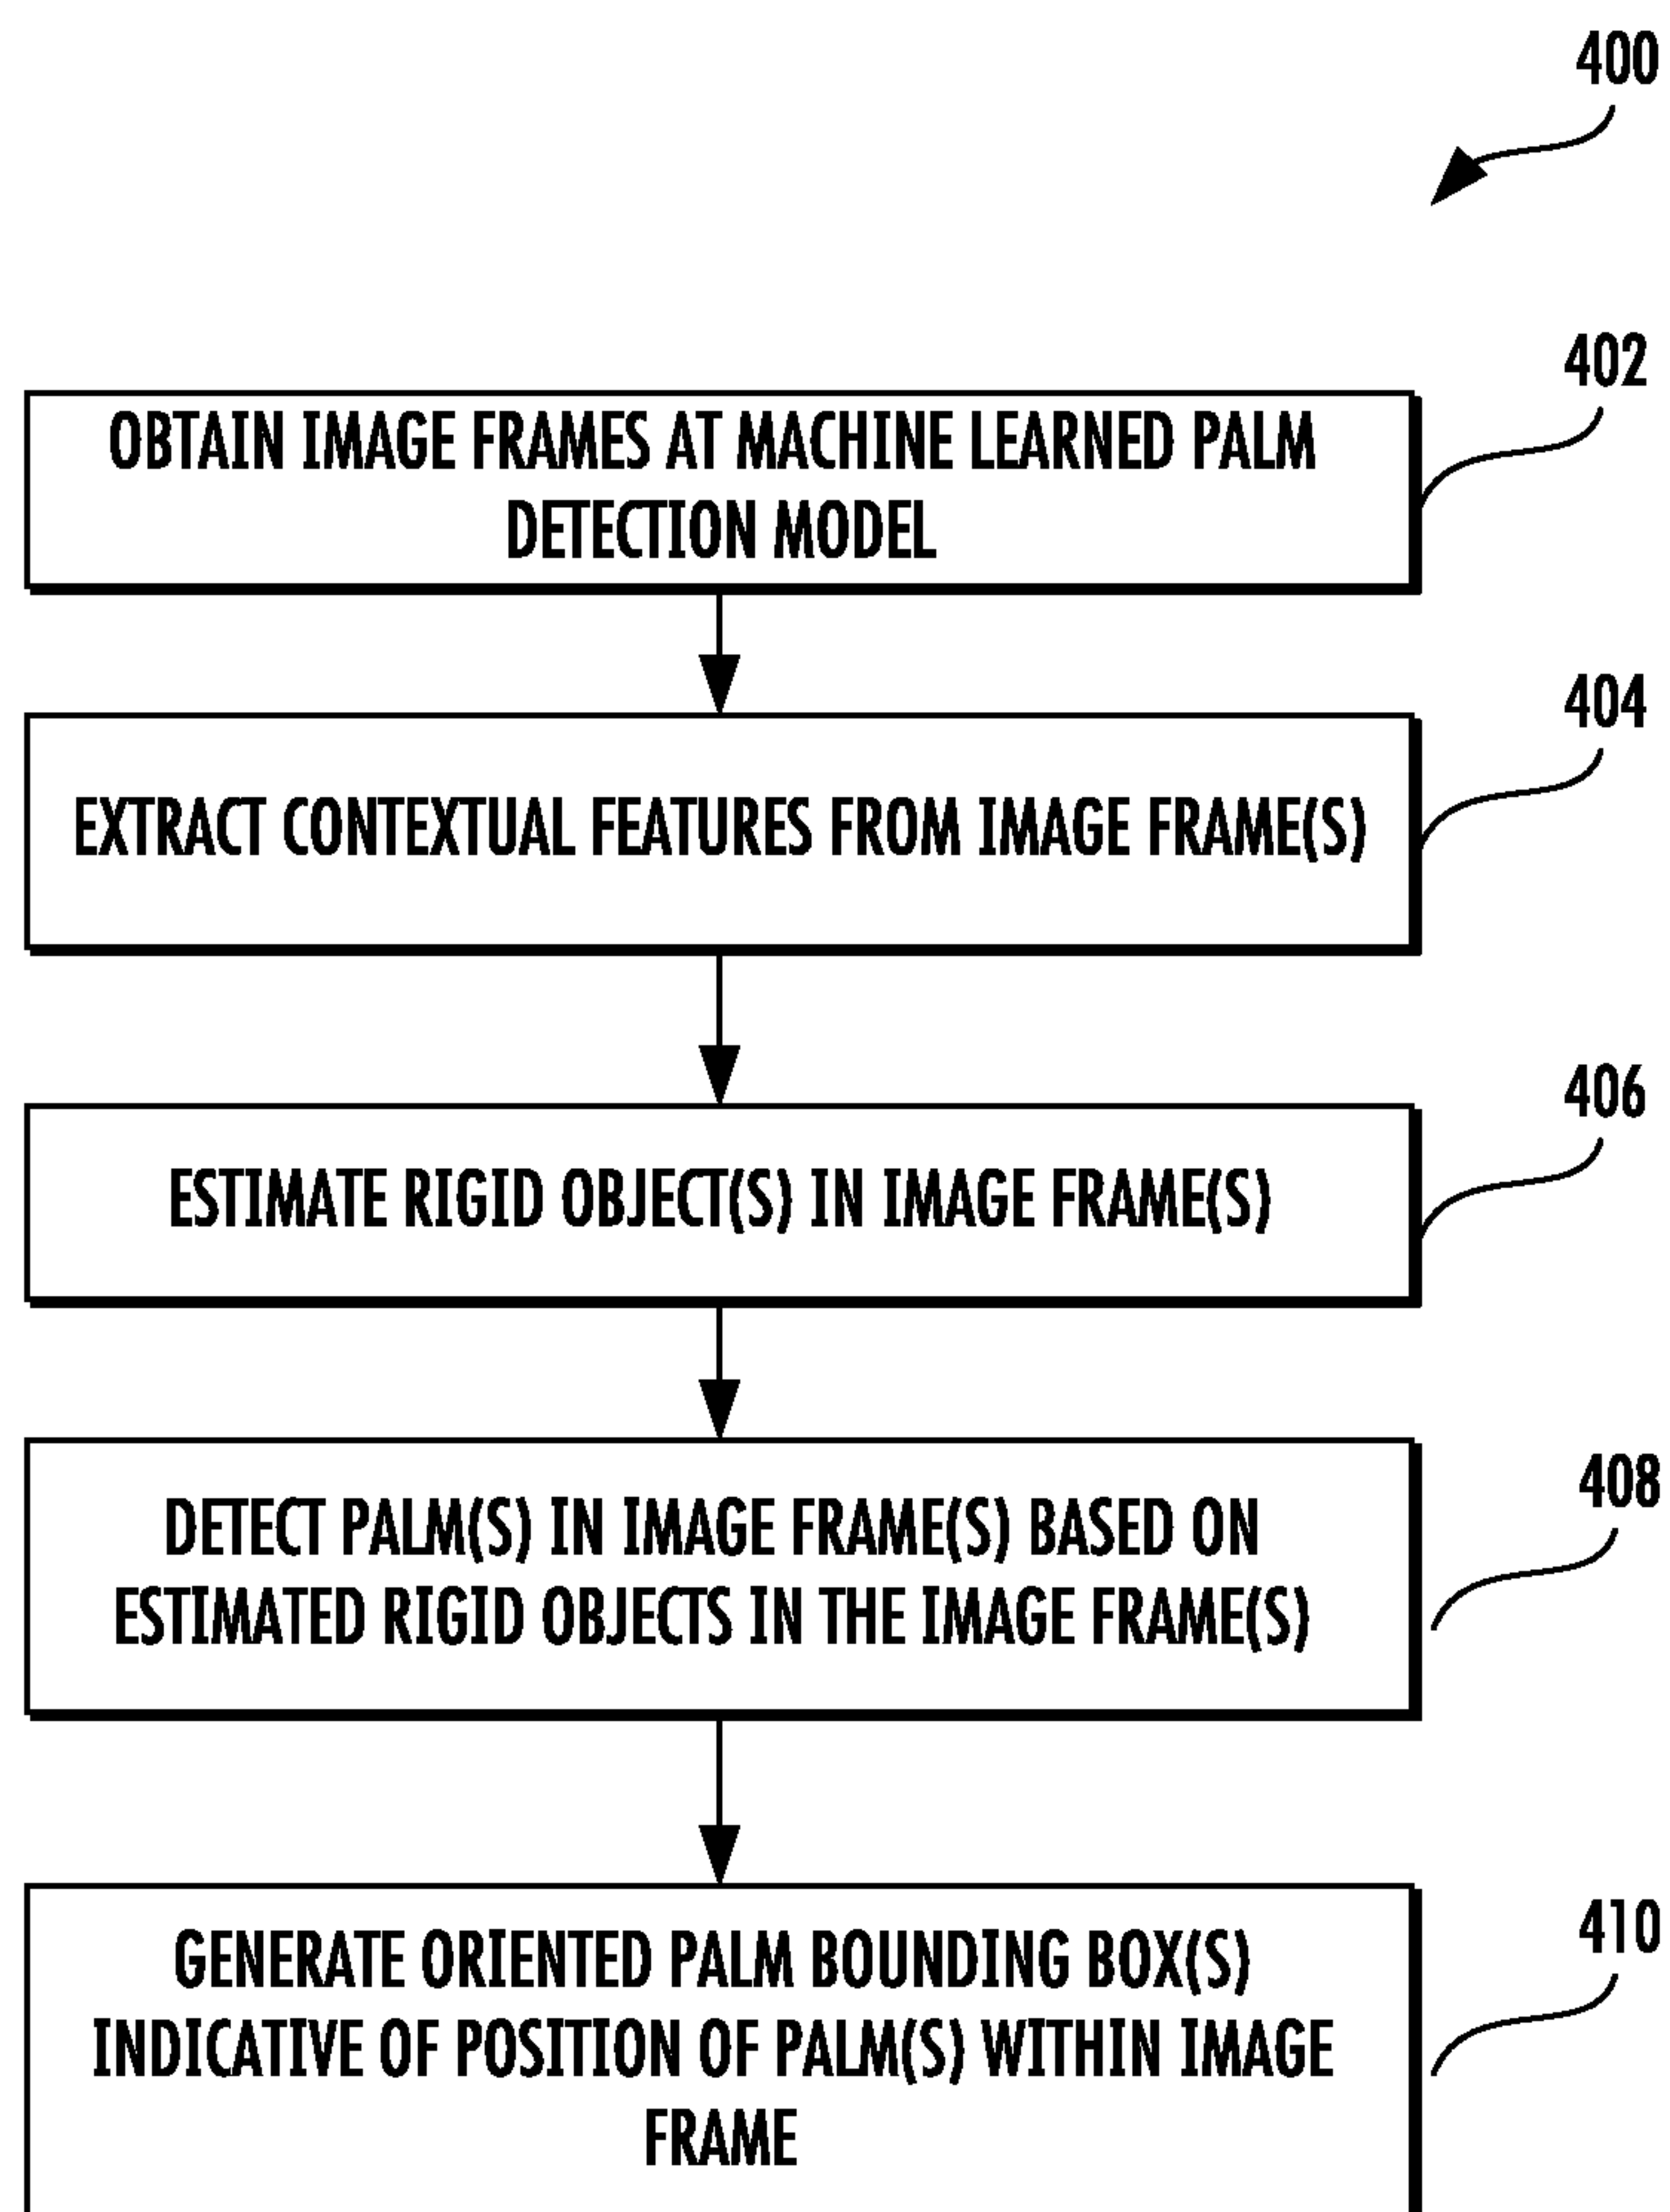 400
402
OBTAIN IMAGE FRAMES AT MACHINE LEARNED PALM
DETECTION MODEL
404
EXTRACT CONTEXTUAL FEATURES FROM IMAGE FRAME(S)
406
ESTIMATE RIGID OBJECT(S) IN IMAGE FRAME(S)
408
DETECT PALM(S) IN IMAGE FRAME(S) BASED ON
ESTIMATED RIGID OBJECTS IN THE IMAGE FRAME(S)
410
GENERATE ORIENTED PALM BOUNDING BOX(S)
INDICATIVE OF POSITION OF PALM(S) WITHIN IMAGE
FRAME